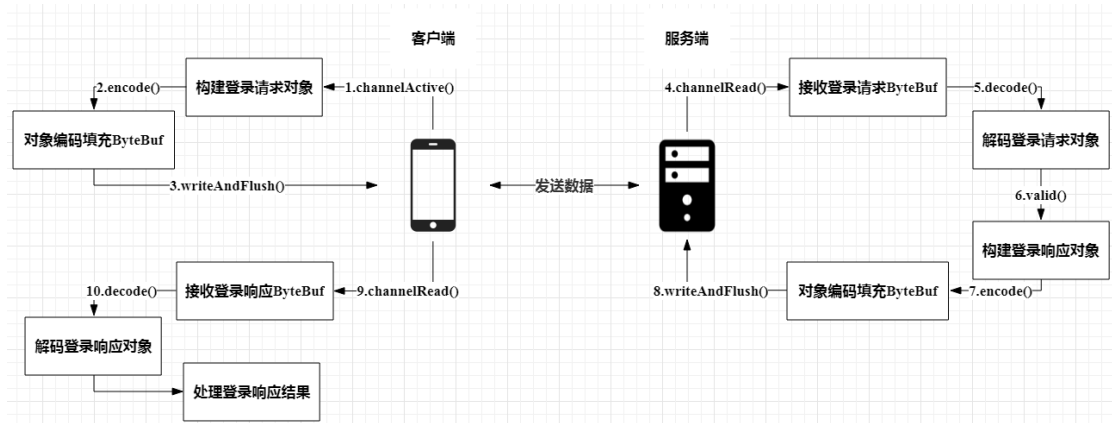 客户端
服务端
2.encode()
构建登录请求对象
1.channelActive()
4.channelRead()
接收登录请求ByteBuf
5.decode()
对象编码填充ByteBuf
解码登录请求对象
3.writeAndFlush()
发送数据
6.valid()
构建登录响应对象
10.decode()
接收登录响应ByteBuf
9.channelRead()
8.writeAndFlush()
对象编码填充ByteBuf
7.encode()
解码登录响应对象
处理登录响应结果